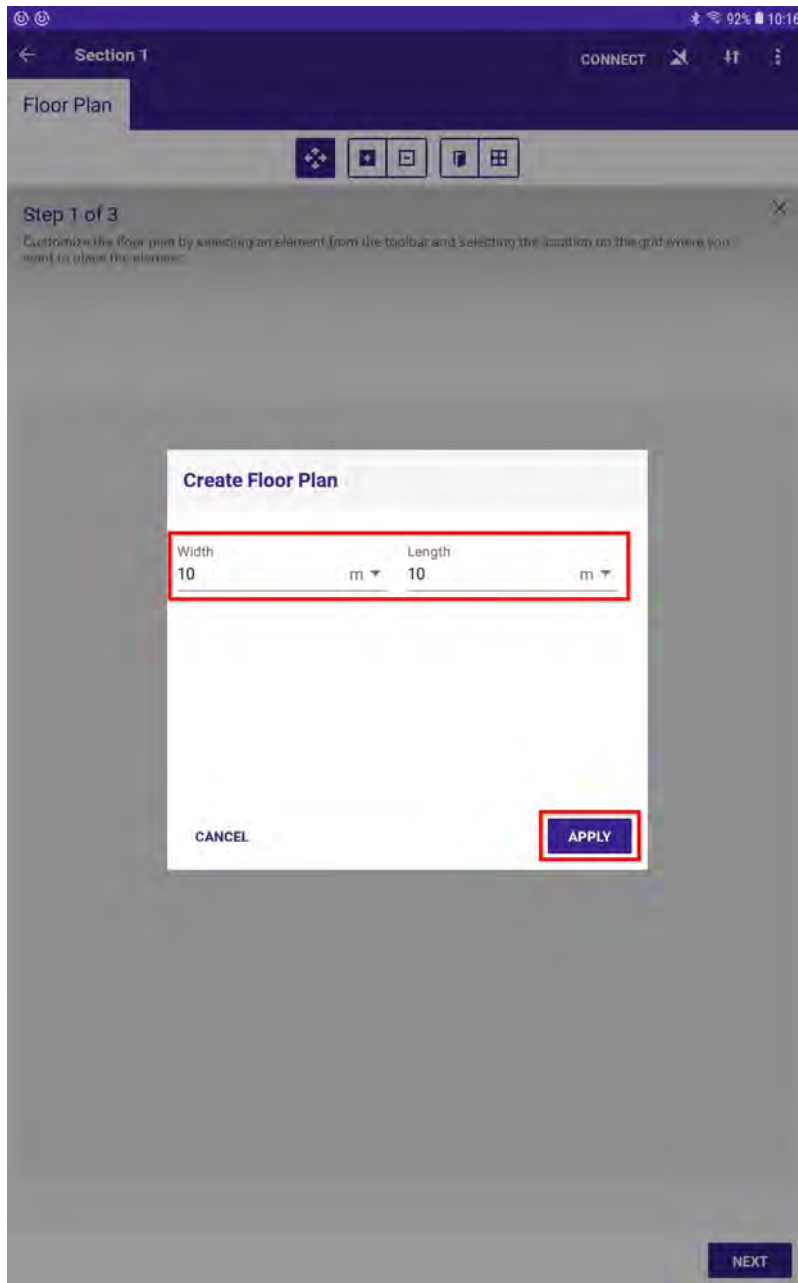 92% 10:16
Section 1 CONNECT
Floor Plan
Step 1 of 3
Customize the floor plan by selecting an element from the toolbar and selecting the location on the grid where you
want to place the element.
Create Floor Plan
Width Length
10 m 10 m
CANCEL APPLY
NEXT